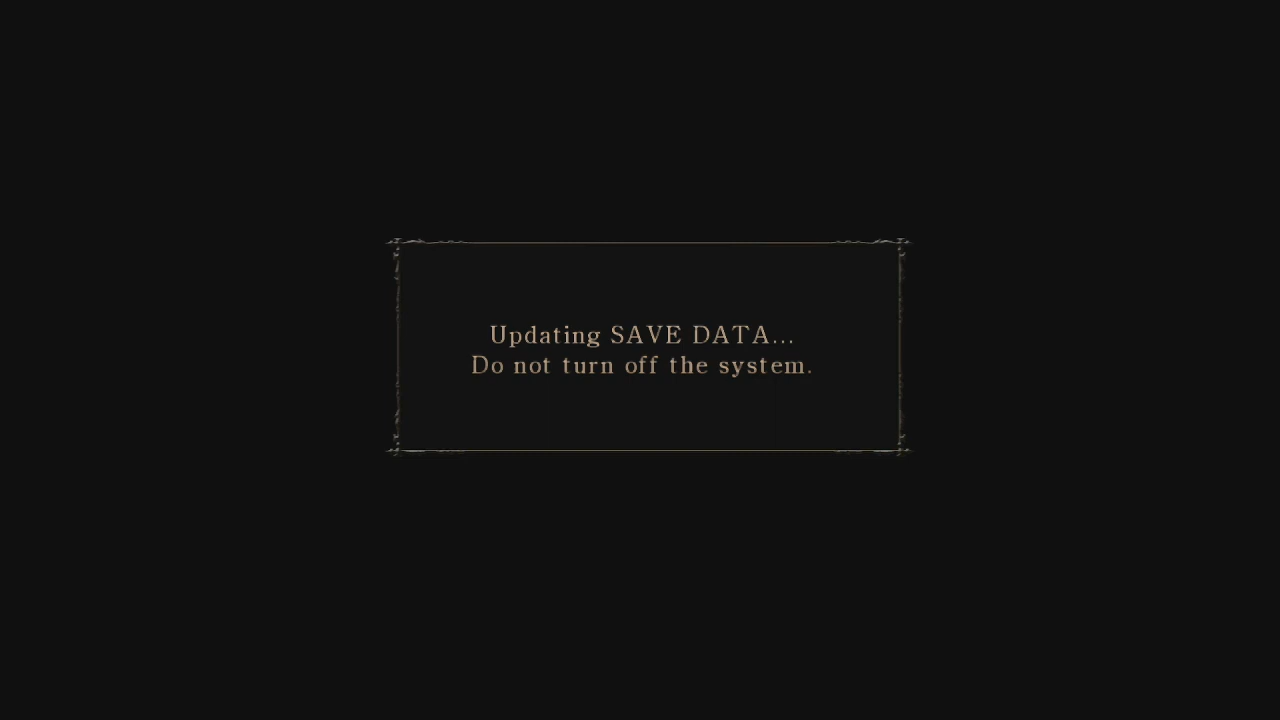 Updating SAVE DATA...
Do not turn off the system.